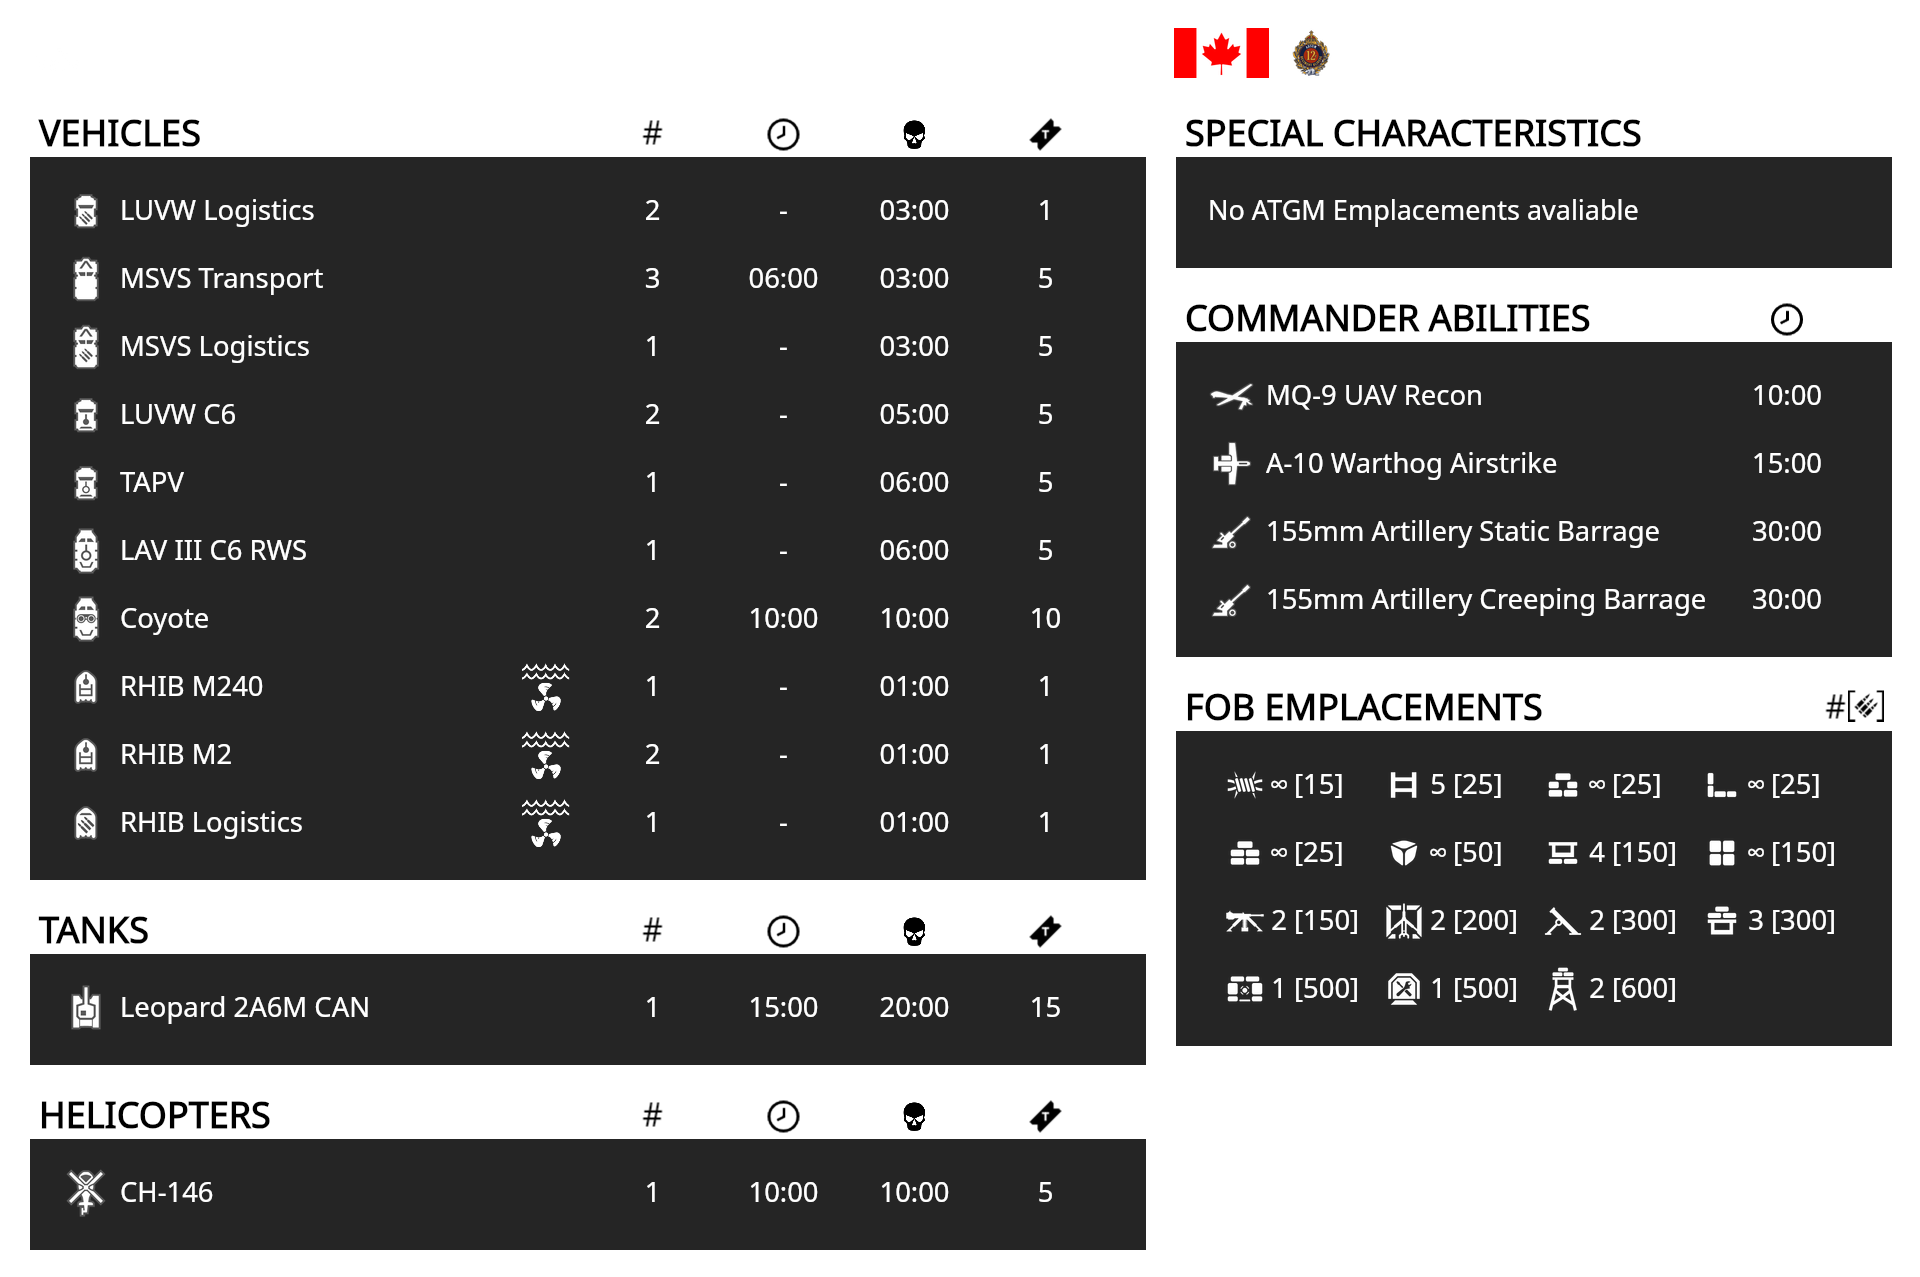 VEHICLES #
LUVW Logistics 2 - 03:00 1
MSVS Transport 3 06:00 03:00 5
MSVS Logistics 1 - 03:00 5
LUVW C6 2 - 05:00 5
TAPV 1 - 06:00 5
LAV III C6 RWS 1 - 06:00 5
Coyote 2 10:00 10:00 10
RHIB M240 1 - 01:00 1
RHIB M2 2 - 01:00 1
RHIB Logistics 1 - 01:00 1
TANKS #
Leopard 2A6M CAN 1 15:00 20:00 15
HELICOPTERS #
CH-146 1 10:00 10:00 5
SPECIAL CHARACTERISTICS
No ATGM Emplacements avaliable
COMMANDER ABILITIES
MQ-9 UAV Recon 10:00
A-10 Warthog Airstrike 15:00
155mm Artillery Static Barrage 30:00
155mm Artillery Creeping Barrage 30:00
FOB EMPLACEMENTS #[]
∞ [15] 5 [25] ∞ [25] ∞ [25]
∞ [25] ∞ [50] 4 [150] ∞ [150]
2 [150] 2 [200] 2 [300] 3 [300]
1 [500] 1 [500] 2 [600]